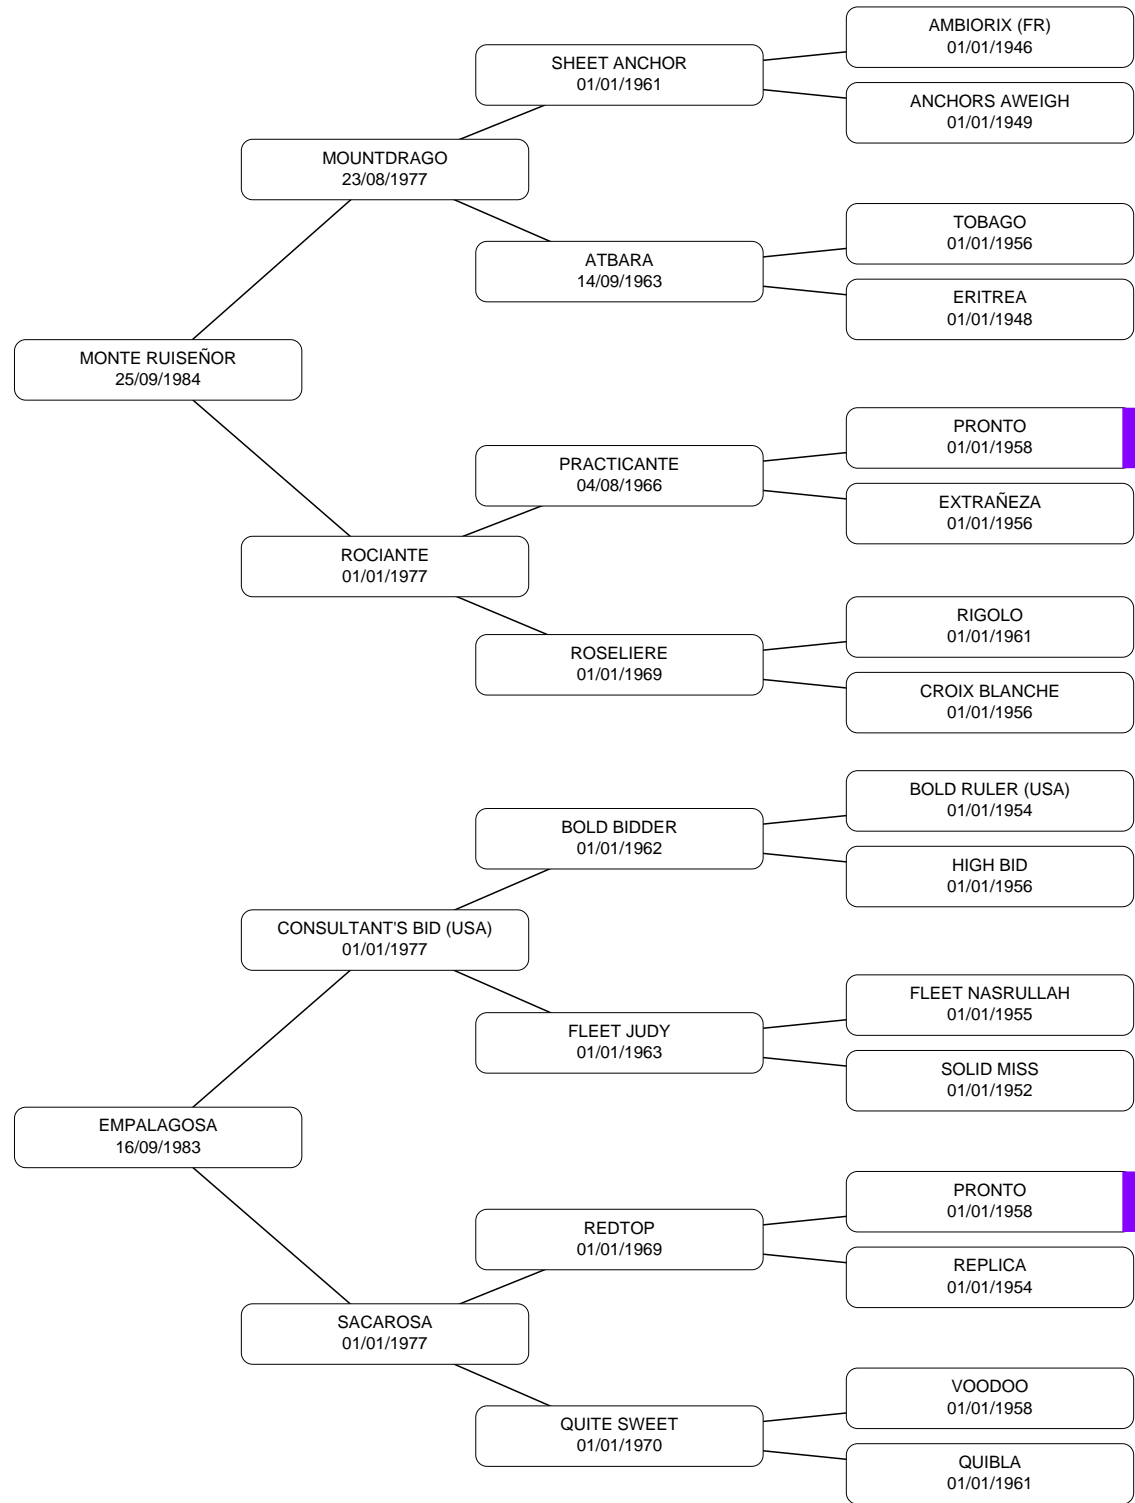 AMBIORIX (FR)
01/01/1946
SHEET ANCHOR
01/01/1961
ANCHORS AWEIGH
01/01/1949
MOUNTDRAGO
23/08/1977
TOBAGO
01/01/1956
ATBARA
14/09/1963
ERITREA
01/01/1948
MONTE RUISEÑOR
25/09/1984
PRONTO
01/01/1958
PRACTICANTE
04/08/1966
EXTRAÑEZA
01/01/1956
ROCIANTE
01/01/1977
RIGOLO
01/01/1961
ROSELIERE
01/01/1969
CROIX BLANCHE
01/01/1956
BOLD RULER (USA)
01/01/1954
BOLD BIDDER
01/01/1962
HIGH BID
01/01/1956
CONSULTANT'S BID (USA)
01/01/1977
FLEET NASRULLAH
01/01/1955
FLEET JUDY
01/01/1963
SOLID MISS
01/01/1952
EMPALAGOSA
16/09/1983
PRONTO
01/01/1958
REDTOP
01/01/1969
REPLICA
01/01/1954
SACAROSA
01/01/1977
VOODOO
01/01/1958
QUITE SWEET
01/01/1970
QUIBLA
01/01/1961